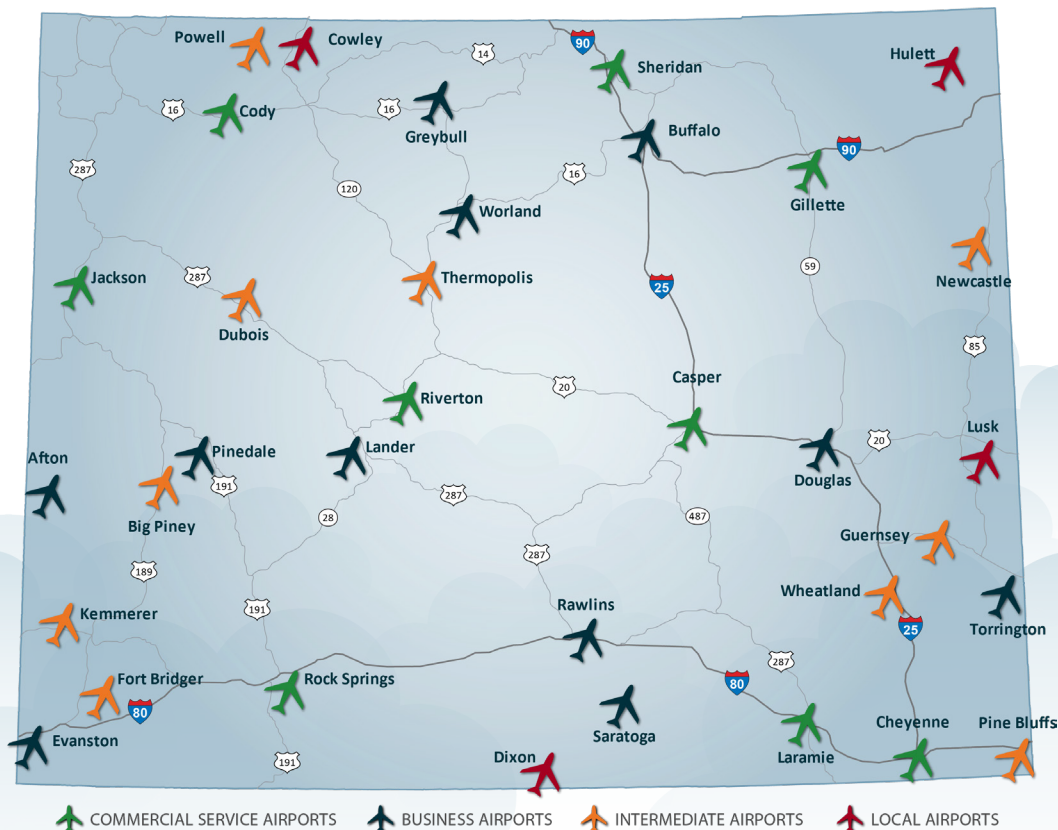 Powell
Cowley
14
90
Sheridan
Hulett
16
Cody
16
Greybull
Buffalo
90
287
120
16
Gillette
Worland
Jackson
287
Thermopolis
59
Newcastle
Dubois
25
85
Casper
20
Riverton
Lusk
Afton
Pinedale
Lander
20
191
287
Douglas
Big Piney
28
487
Guernsey
189
287
Wheatland
Kemmerer
191
Rawlins
25
Torrington
Fort Bridger
Rock Springs
287
80
80
Evanston
Saratoga
Cheyenne
Pine Bluffs
191
Dixon
Laramie
COMMERCIAL SERVICE AIRPORTS
BUSINESS AIRPORTS
INTERMEDIATE AIRPORTS
LOCAL AIRPORTS